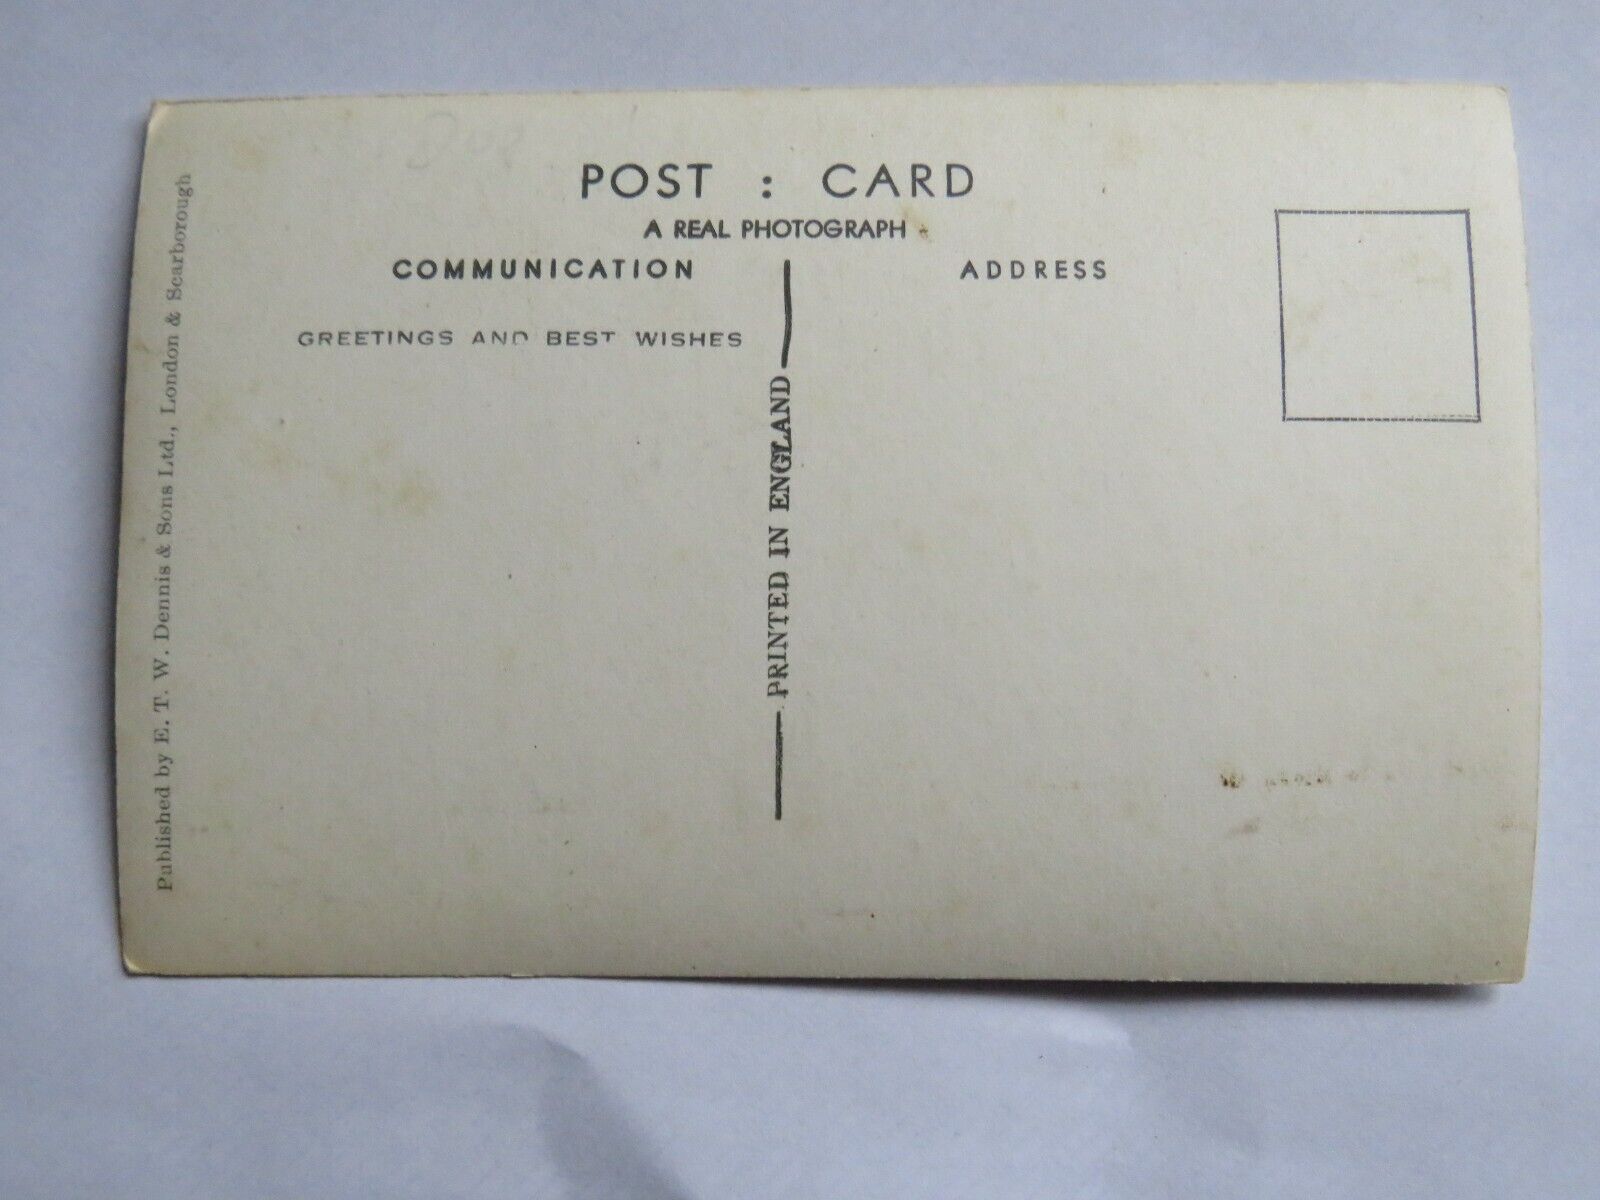 POST : CARD
A REAL PHOTOGRAPH
COMMUNICATION
ADDRESS
GREETINGS AND BEST WISHES
PRINTED IN ENGLAND
Published by E. T. W. Dennis & Sons Ltd., London & Scarborough